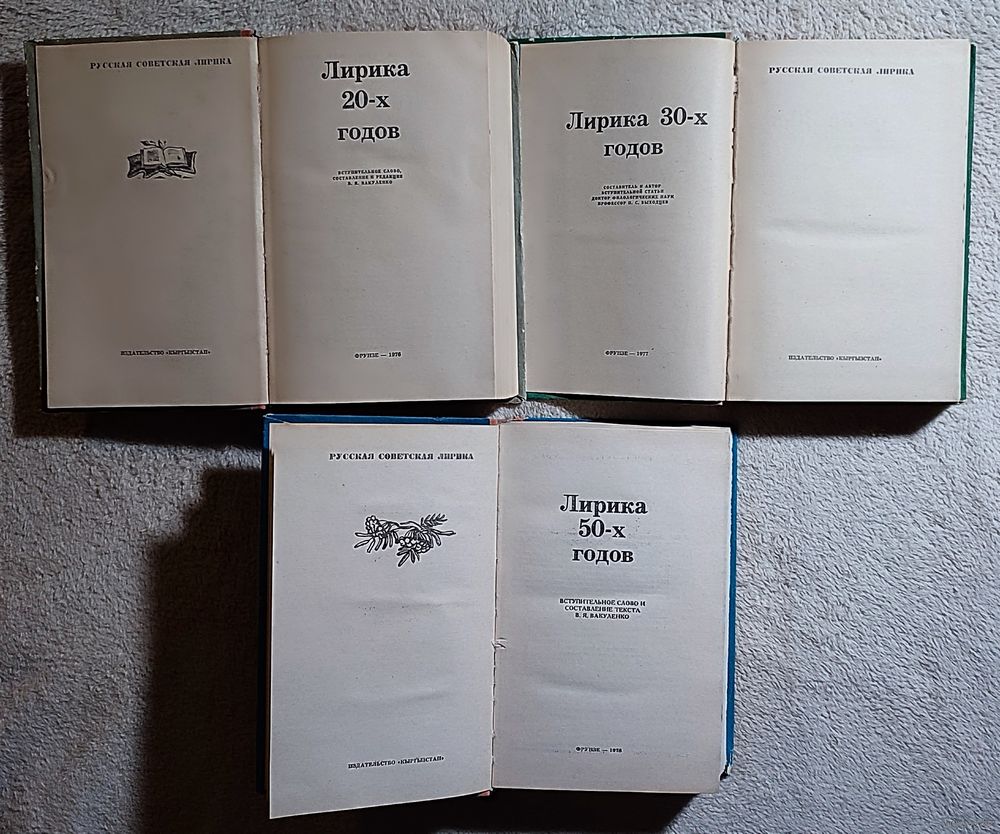 РУССКАЯ СОВЕТСКАЯ ЛИРИКА
ИЗДАТЕЛЬСТВО «КЫРГЫЗСТАН»
Лирика
20-х
годов
ВСТУПИТЕЛЬНОЕ СЛОВО,
СОСТАВЛЕНИЕ И РЕДАКЦИЯ
В. Я. ВАКУЛЕНКО
ФРУНЗЕ — 1976
Лирика 30-х
годов
СОСТАВИТЕЛЬ И АВТОР
ВСТУПИТЕЛЬНОЙ СТАТЬИ
ДОКТОР ФИЛОЛОГИЧЕСКИХ НАУК
ПРОФЕССОР П. С. ВЫХОДЦЕВ
ФРУНЗЕ — 1977
РУССКАЯ СОВЕТСКАЯ ЛИРИКА
ИЗДАТЕЛЬСТВО «КЫРГЫЗСТАН»
РУССКАЯ СОВЕТСКАЯ ЛИРИКА
ИЗДАТЕЛЬСТВО «КЫРГЫЗСТАН»
Лирика
50-х
годов
ВСТУПИТЕЛЬНОЕ СЛОВО И
СОСТАВЛЕНИЕ ТЕКСТА
В. Я. ВАКУЛЕНКО
ФРУНЗЕ — 1978